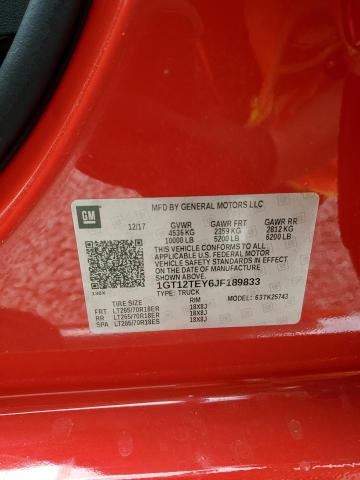 MFD BY GENERAL MOTORS LLC
GM
12/17 GVWR GAWR FRT GAWR RR
4536 KG 2359 KG 2812 KG
10000 LB 5200 LB 6200 LB
THIS VEHICLE CONFORMS TO ALL
APPLICABLE U.S. FEDERAL MOTOR
VEHICLE SAFETY STANDARDS IN
EFFECT ON THE DATE OF
MANUFACTURE SHOWN ABOVE.
1GT12TEY6JF189833
TYPE: TRUCK
MODEL: 63TK25743
TIRE SIZE RIM
FRT LT265/70R18ER 18X8J
RR LT265/70R18ER 18X8J
SPA LT265/70R18ES 18X8J